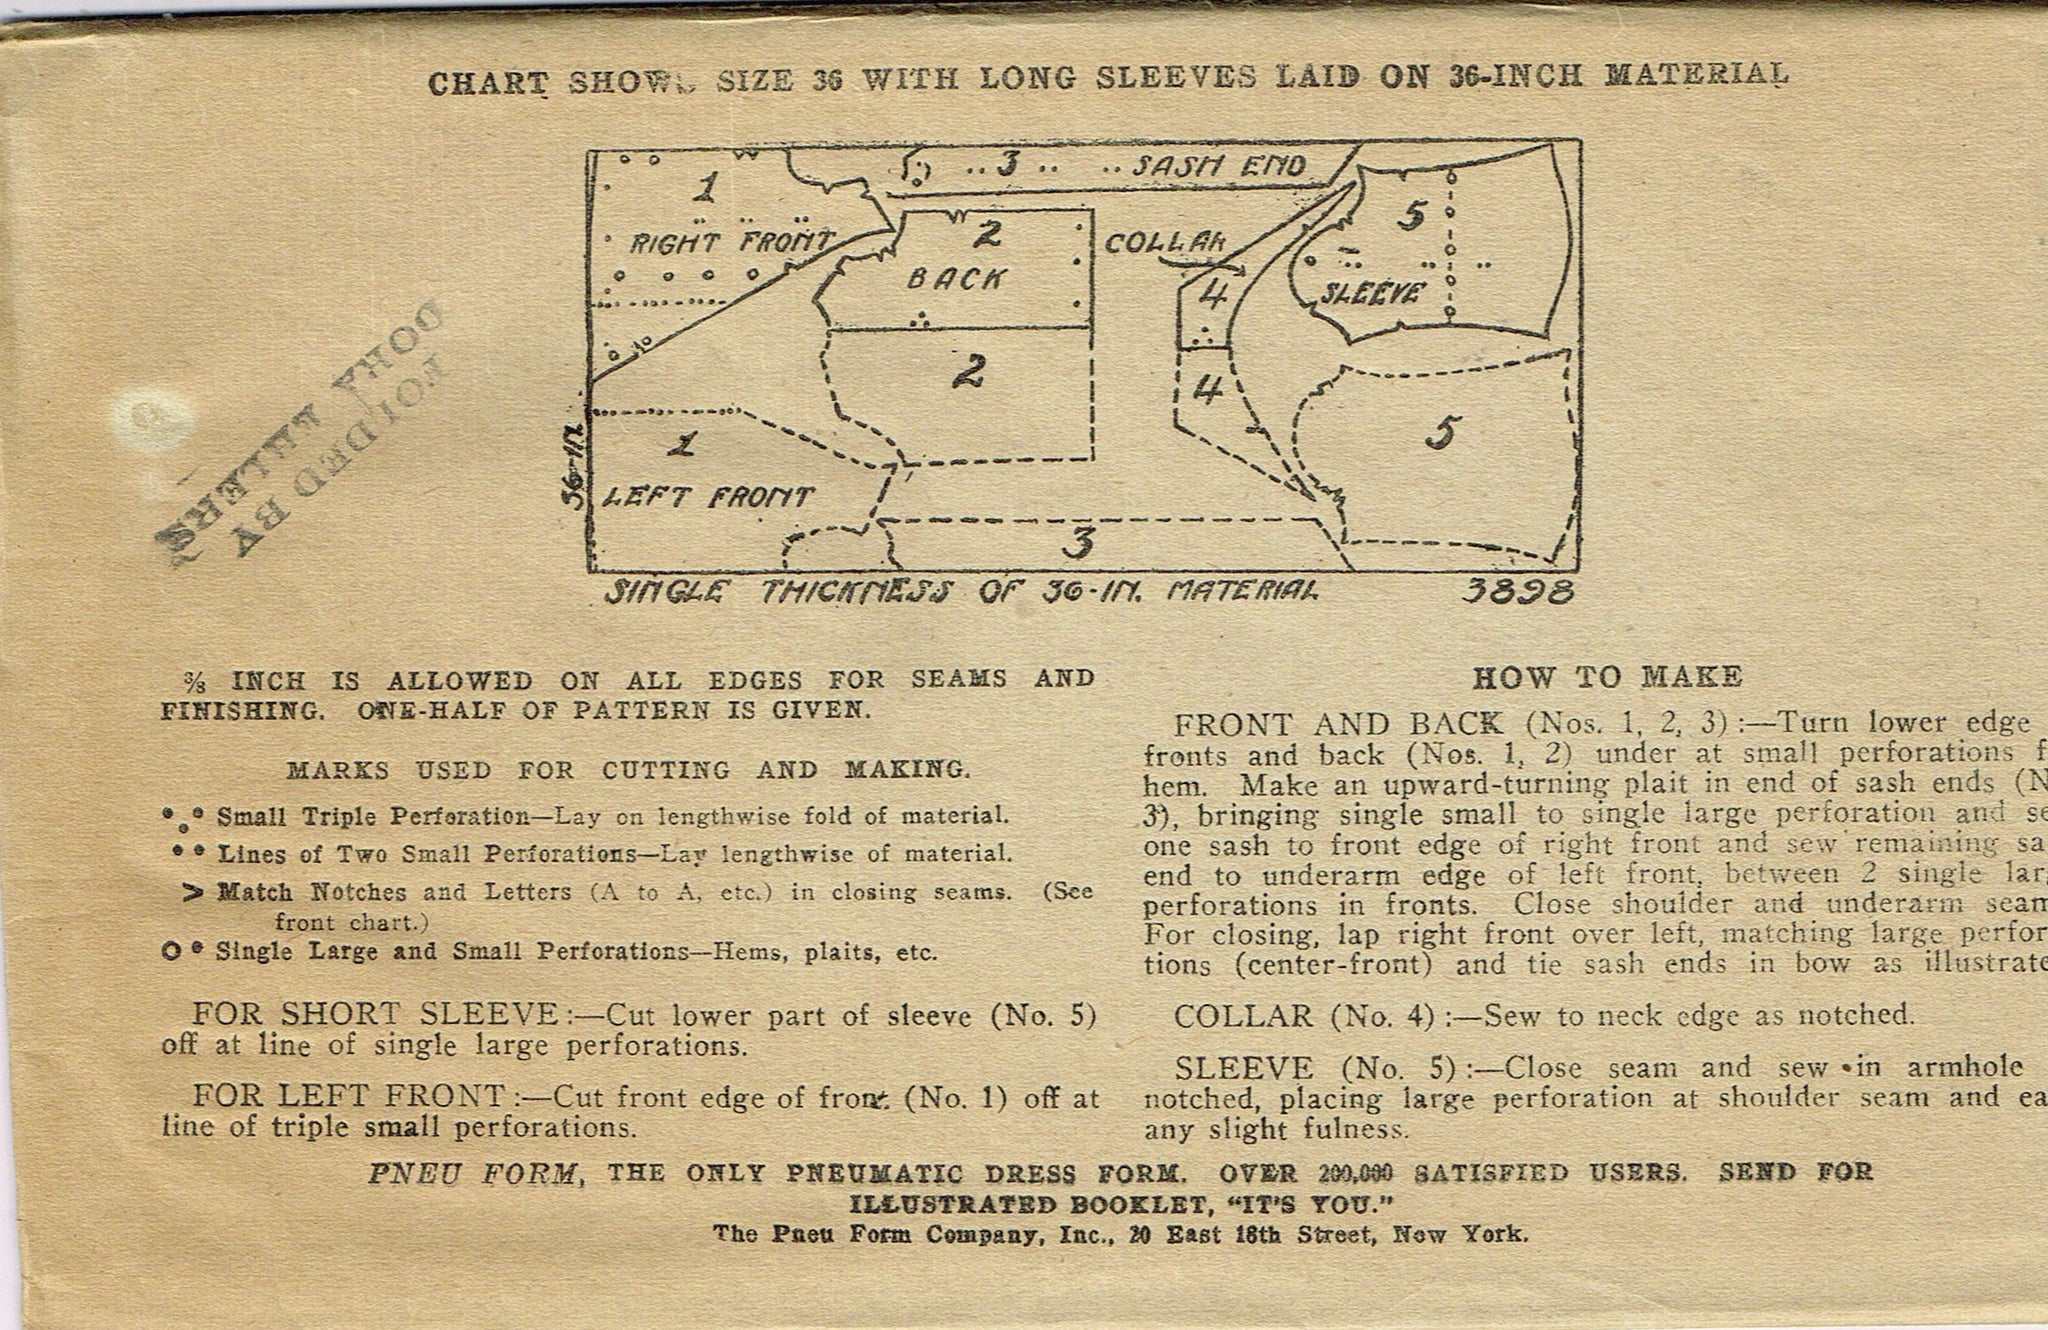 CHART SHOWS SIZE 36 WITH LONG SLEEVES LAID ON 36-INCH MATERIAL
1
RIGHT FRONT
3 SASH END
2
BACK
COLLAR
4
5
SLEEVE
2
4
5
1
LEFT FRONT
3
36-IN.
SINGLE THICKNESS OF 36-IN. MATERIAL 3898
FOLDED BY
DORA LEHLERS
⅜ INCH IS ALLOWED ON ALL EDGES FOR SEAMS AND
FINISHING. ONE-HALF OF PATTERN IS GIVEN.
MARKS USED FOR CUTTING AND MAKING.
Small Triple Perforation—Lay on lengthwise fold of material.
Lines of Two Small Perforations—Lay lengthwise of material.
> Match Notches and Letters (A to A, etc.) in closing seams. (See
front chart.)
Single Large and Small Perforations—Hems, plaits, etc.
FOR SHORT SLEEVE:—Cut lower part of sleeve (No. 5)
off at line of single large perforations.
FOR LEFT FRONT:—Cut front edge of front (No. 1) off at
line of triple small perforations.
HOW TO MAKE
FRONT AND BACK (Nos. 1, 2, 3):—Turn lower edge
fronts and back (Nos. 1, 2) under at small perforations f
hem. Make an upward-turning plait in end of sash ends (N
3), bringing single small to single large perforation and se
one sash to front edge of right front and sew remaining sa
end to underarm edge of left front, between 2 single larg
perforations in fronts. Close shoulder and underarm seam
For closing, lap right front over left, matching large perfor
tions (center-front) and tie sash ends in bow as illustrate
COLLAR (No. 4):—Sew to neck edge as notched.
SLEEVE (No. 5):—Close seam and sew in armhole
notched, placing large perforation at shoulder seam and ea
any slight fulness.
PNEU FORM, THE ONLY PNEUMATIC DRESS FORM. OVER 200,000 SATISFIED USERS. SEND FOR
ILLUSTRATED BOOKLET, "IT'S YOU."
The Pneu Form Company, Inc., 20 East 18th Street, New York.